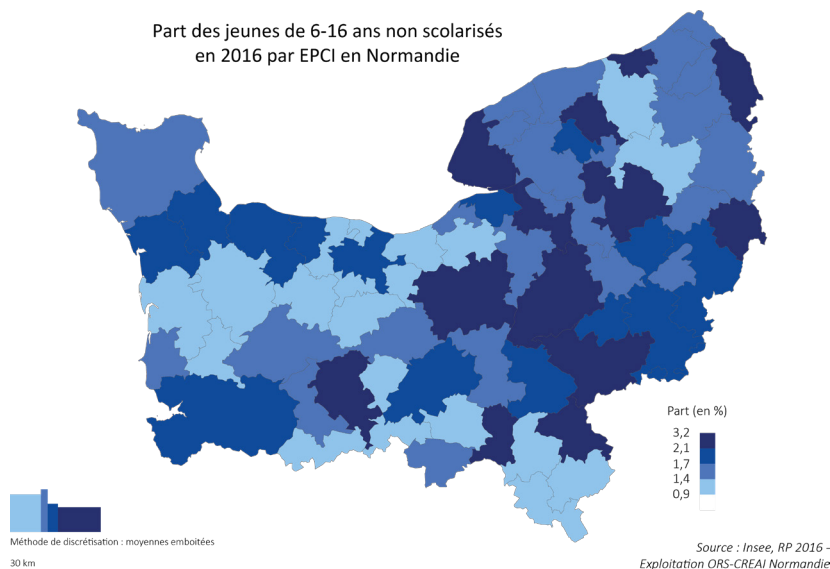 Part des jeunes de 6-16 ans non scolarisés
en 2016 par EPCI en Normandie
Part (en %)
3,2
2,1
1,7
1,4
0,9
Méthode de discrétisation : moyennes emboitées
30 km
Source : Insee, RP 2016 -
Exploitation ORS-CREAI Normandie